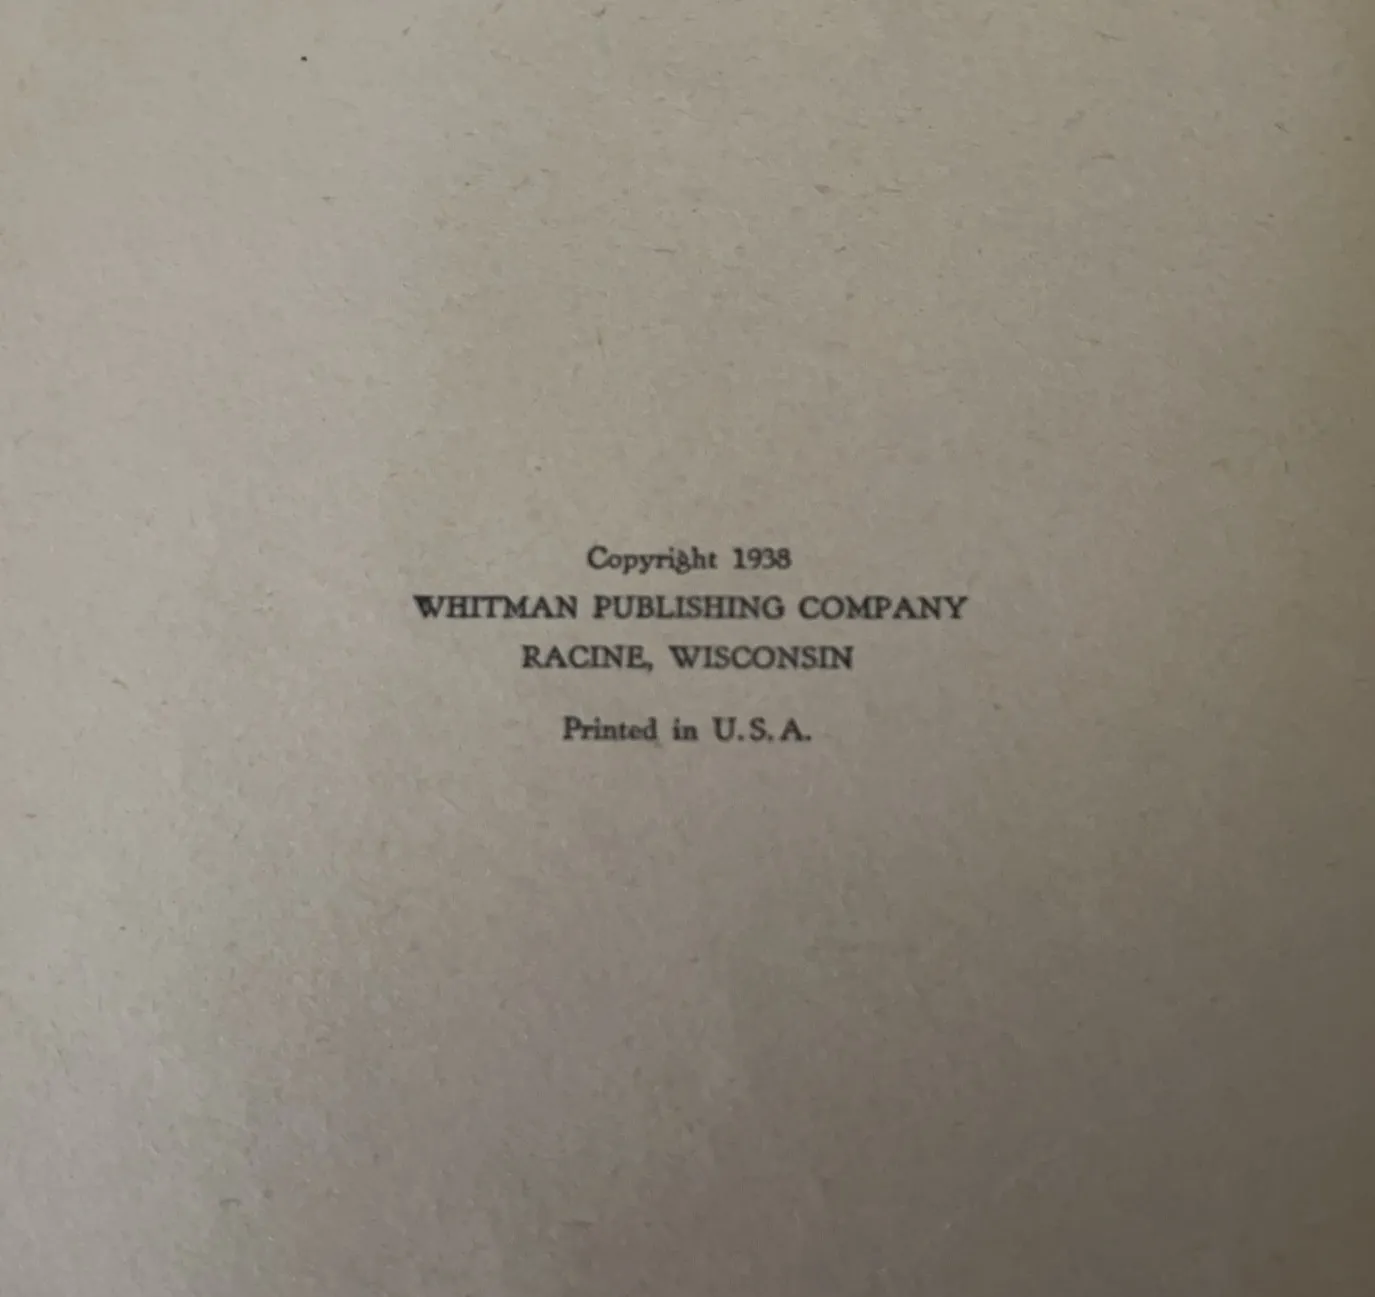 Copyright 1938
WHITMAN PUBLISHING COMPANY
RACINE, WISCONSIN
Printed in U.S.A.